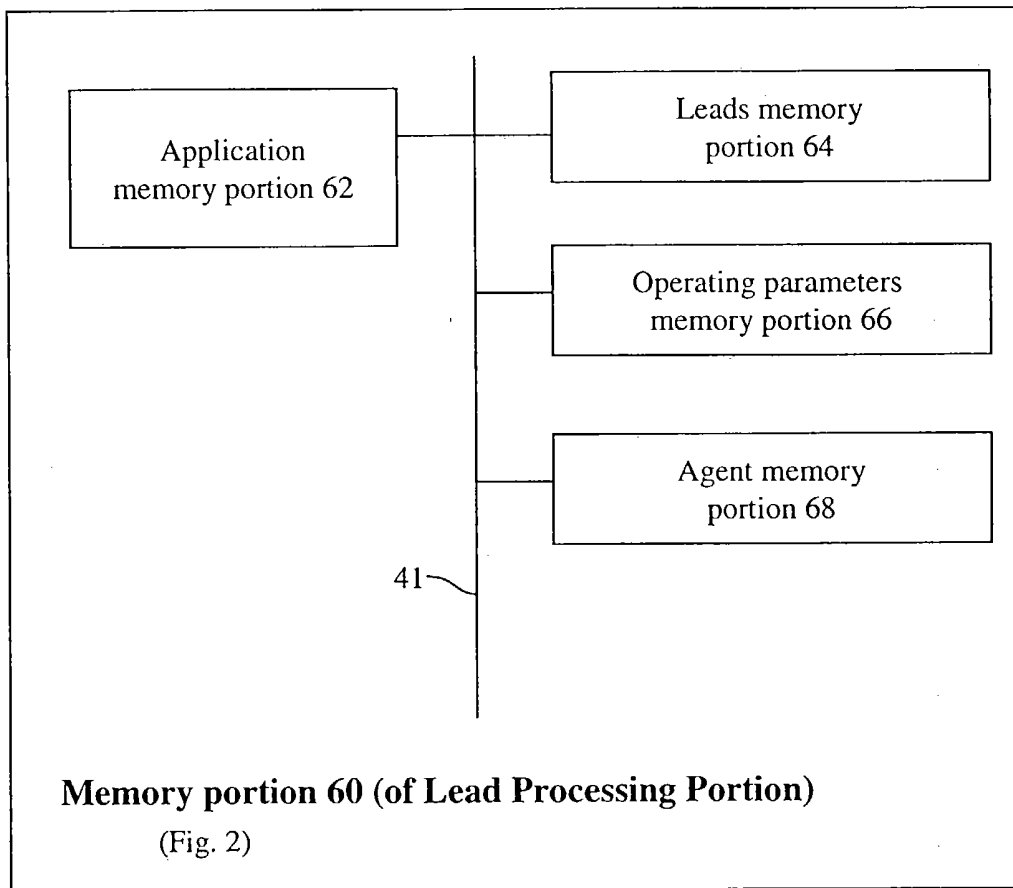 Application
memory portion 62
Leads memory
portion 64
Operating parameters
memory portion 66
Agent memory
portion 68
41
Memory portion 60 (of Lead Processing Portion)
(Fig. 2)